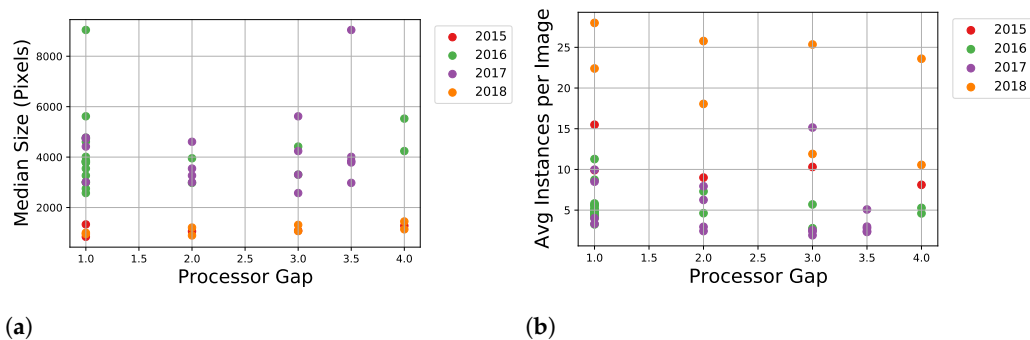 Median Size (Pixels)
8000
6000
4000
2000
1.0 1.5 2.0 2.5 3.0 3.5 4.0
Processor Gap
2015
2016
2017
2018
(a)
Avg Instances per Image
25
20
15
10
5
1.0 1.5 2.0 2.5 3.0 3.5 4.0
Processor Gap
2015
2016
2017
2018
(b)